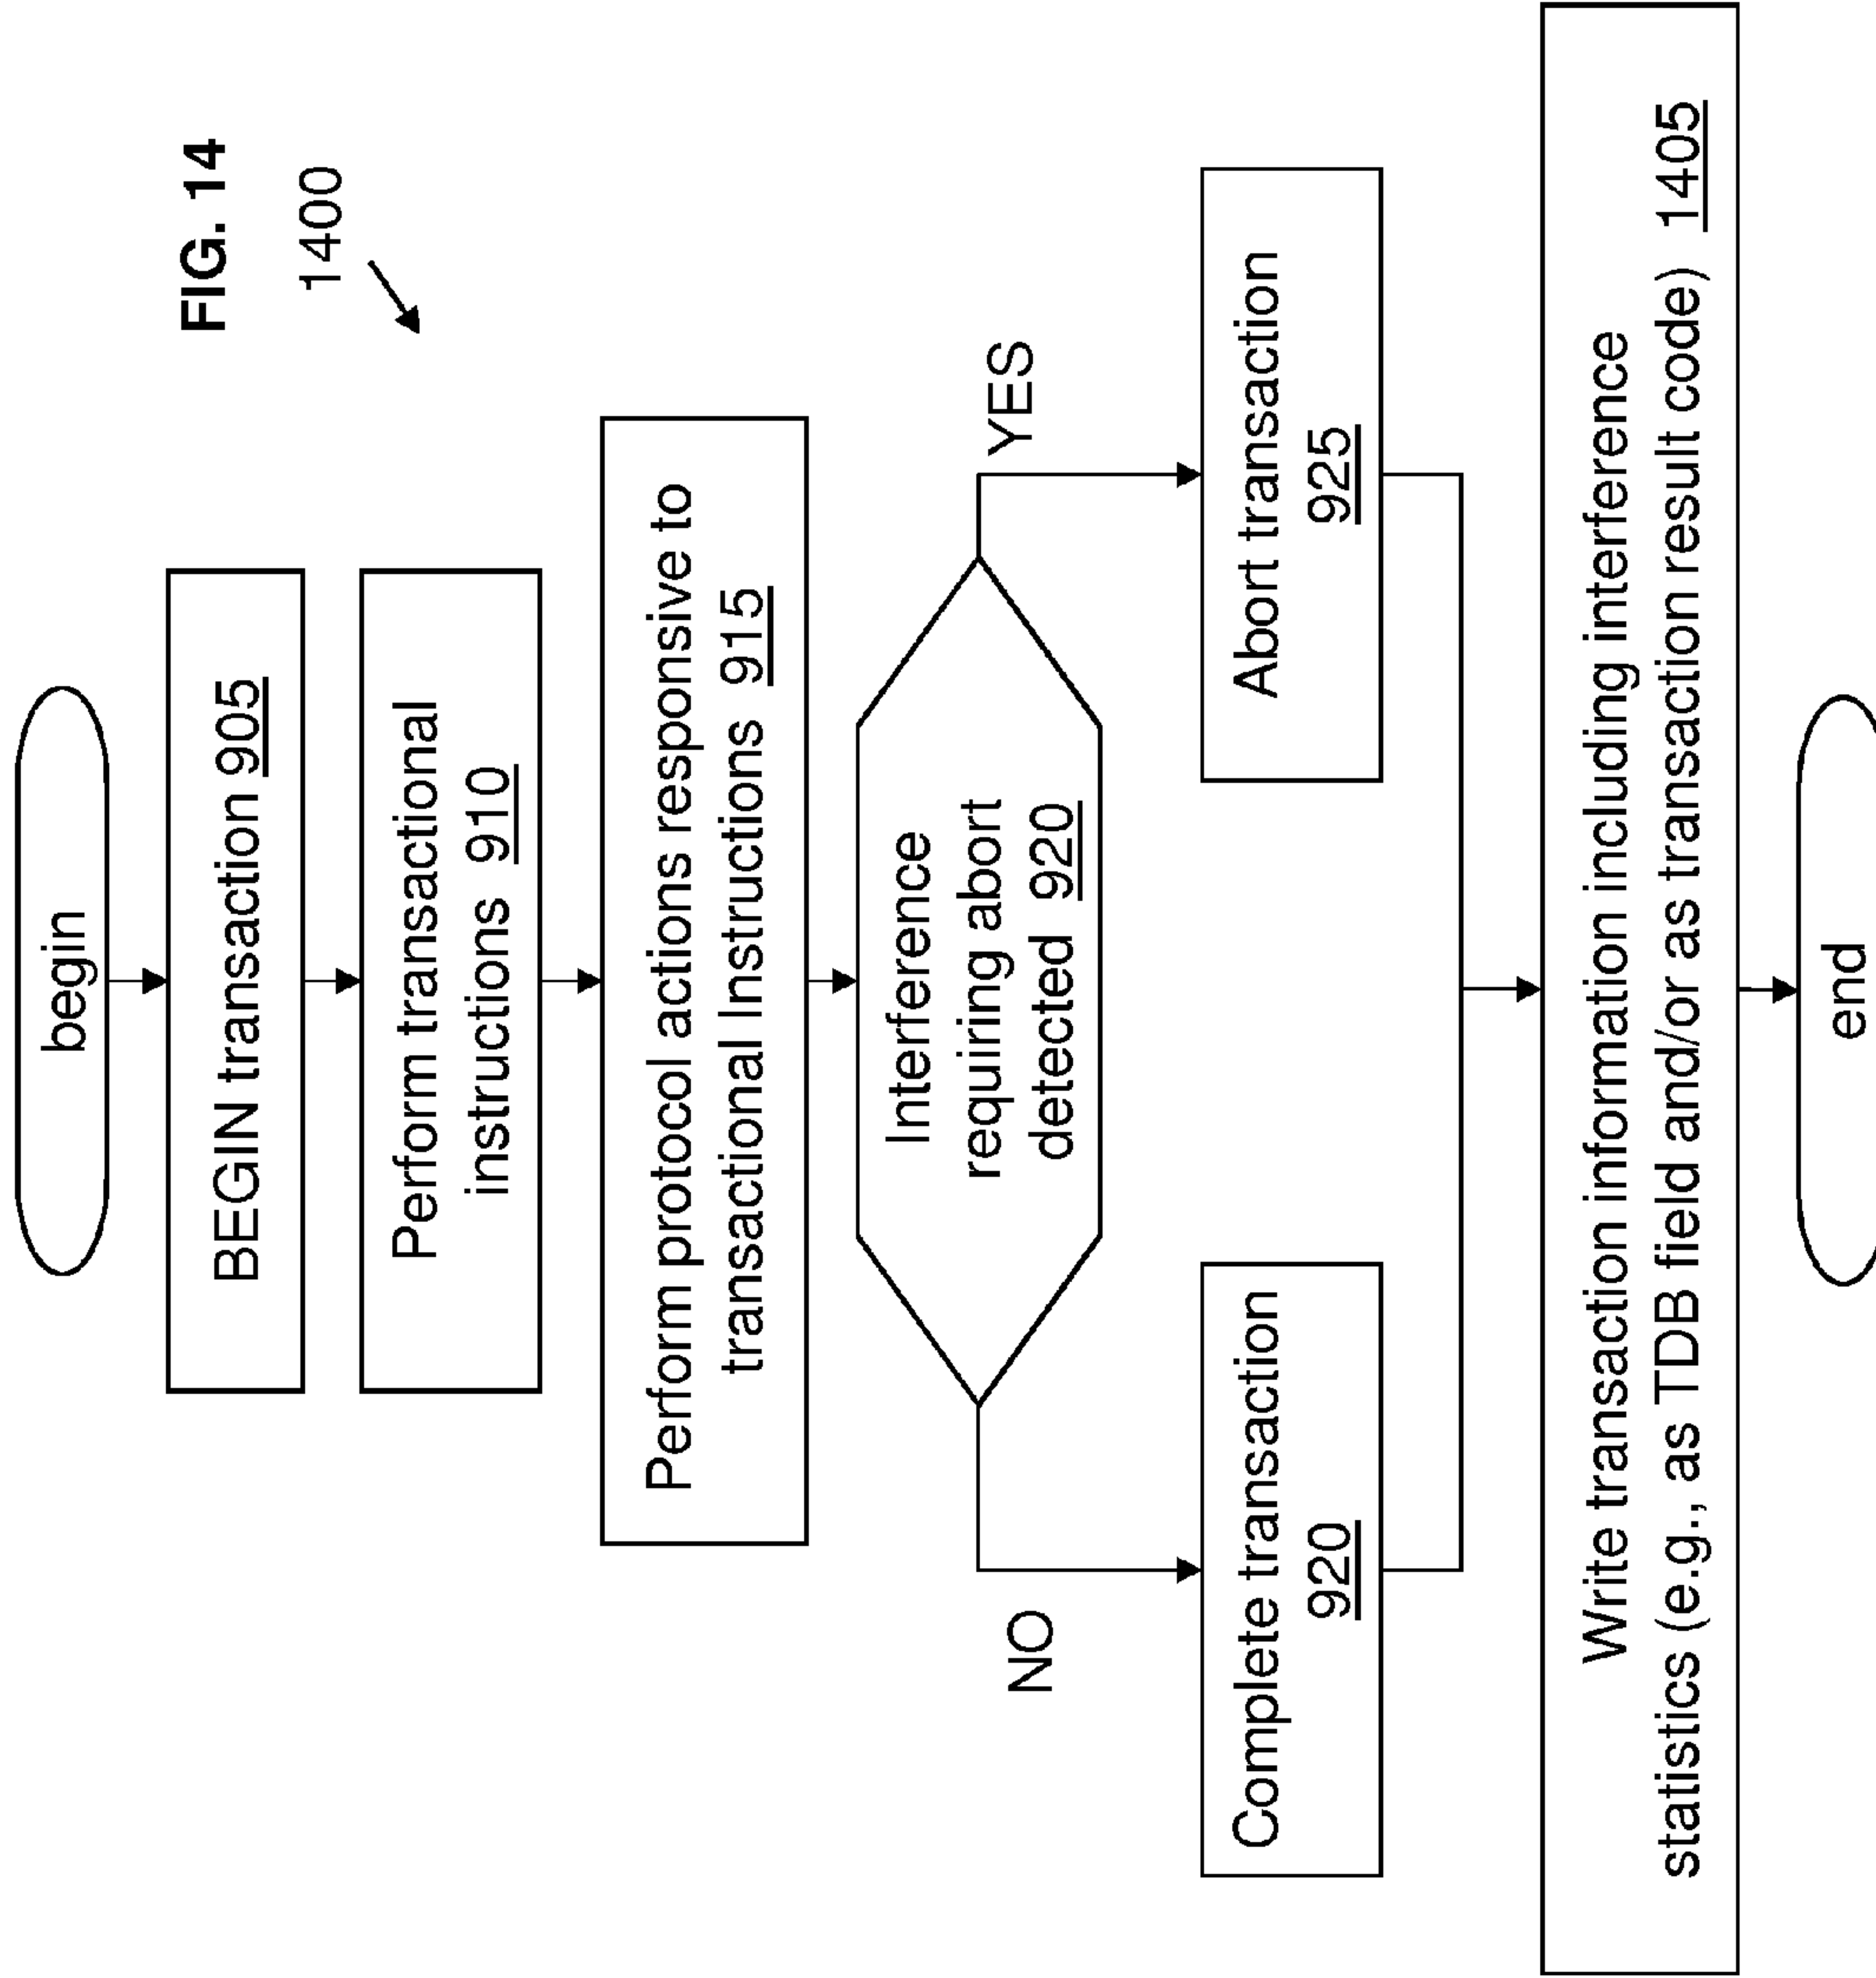 FIG. 14
1400
begin
BEGIN transaction 905
Perform transactional
instructions 910
Perform protocol actions responsive to
transactional Instructions 915
Interference
requiring abort
detected 920
NO
YES
Complete transaction
920
Abort transaction
925
Write transaction information including interference
statistics (e.g., as TDB field and/or as transaction result code) 1405
end